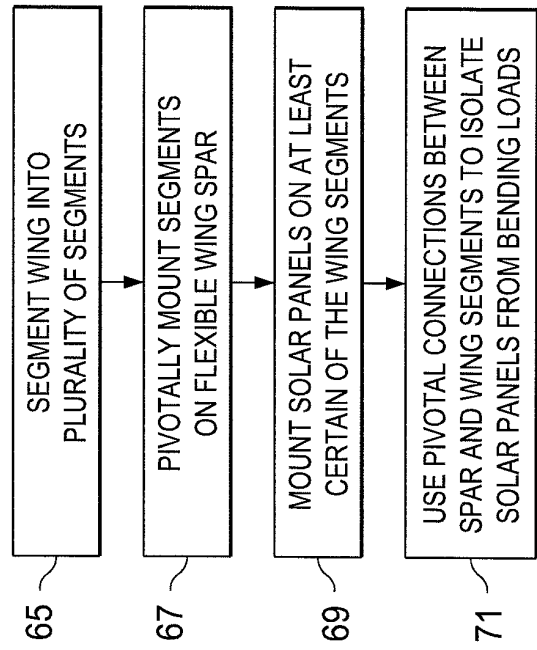 65
SEGMENT WING INTO
PLURALITY OF SEGMENTS
67
PIVOTALLY MOUNT SEGMENTS
ON FLEXIBLE WING SPAR
69
MOUNT SOLAR PANELS ON AT LEAST
CERTAIN OF THE WING SEGMENTS
71
USE PIVOTAL CONNECTIONS BETWEEN
SPAR AND WING SEGMENTS TO ISOLATE
SOLAR PANELS FROM BENDING LOADS